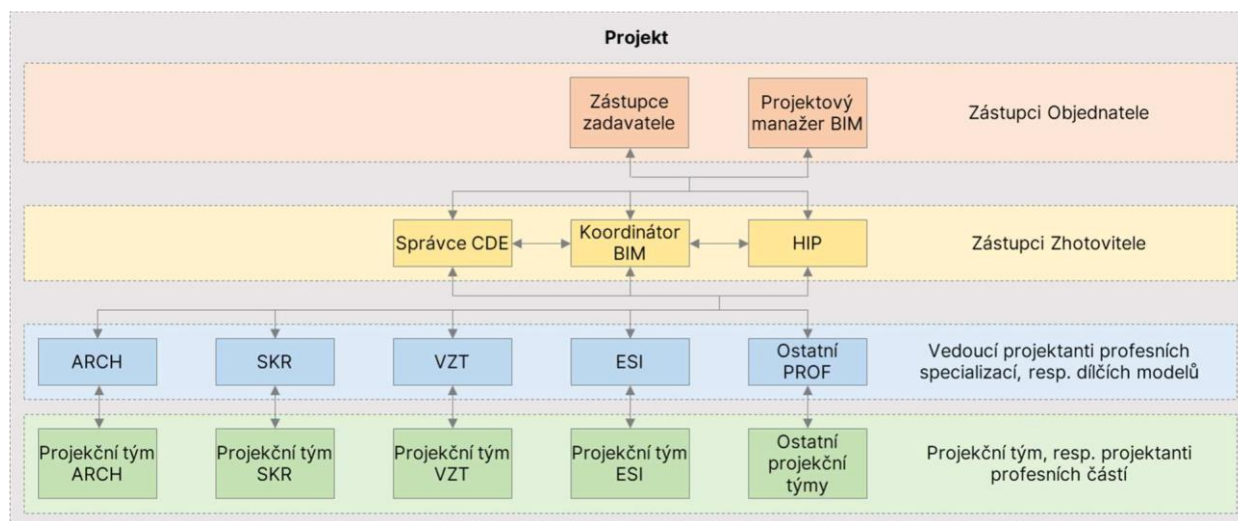 Projekt
Zástupce
zadavatele
Projektový
manažer BIM
Zástupci Objednatele
Správce CDE
Koordinátor
BIM
HIP
Zástupci Zhotovitele
ARCH
SKR
VZT
ESI
Ostatní
PROF
Vedoucí projektanti profesních
specializací, resp. dílčích modelů
Projekční tým
ARCH
Projekční tým
SKR
Projekční tým
VZT
Projekční tým
ESI
Ostatní
projekční
týmy
Projekční tým, resp. projektanti
profesních částí